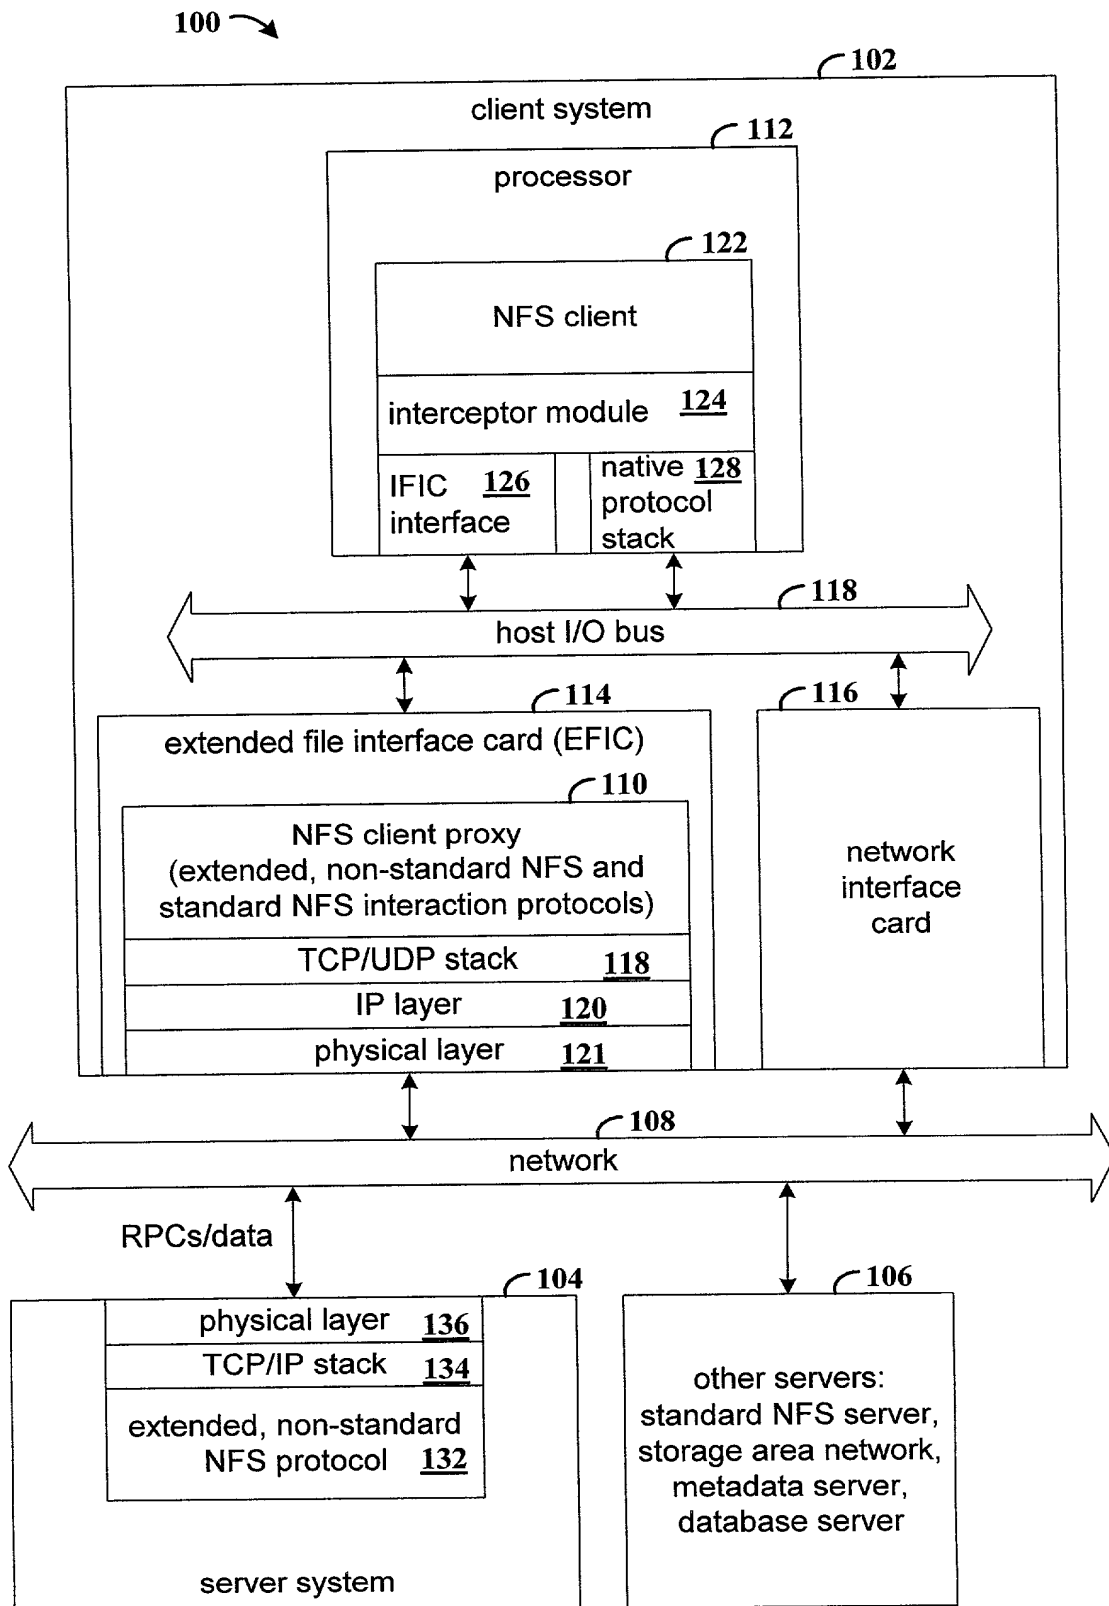 100
102
client system
112
processor
122
NFS client
interceptor module 124
IFIC 126
interface
native 128
protocol
stack
118
host I/O bus
114
extended file interface card (EFIC)
116
110
NFS client proxy
(extended, non-standard NFS and
standard NFS interaction protocols)
TCP/UDP stack 118
IP layer 120
physical layer 121
network
interface
card
108
network
RPCs/data
104
physical layer 136
TCP/IP stack 134
extended, non-standard
NFS protocol 132
server system
106
other servers:
standard NFS server,
storage area network,
metadata server,
database server